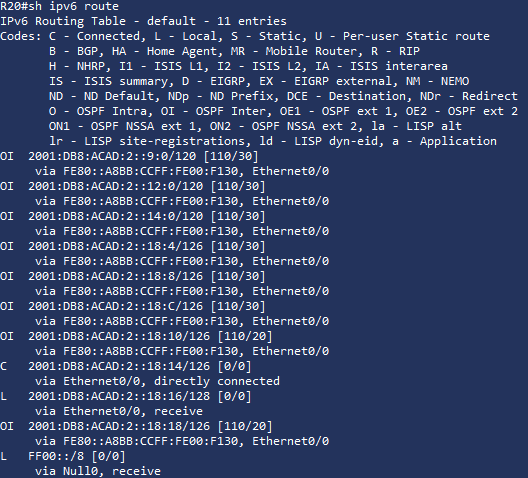 R20#sh ipv6 route
IPv6 Routing Table - default - 11 entries
Codes: C - Connected, L - Local, S - Static, U - Per-user Static route
       B - BGP, HA - Home Agent, MR - Mobile Router, R - RIP
       H - NHRP, I1 - ISIS L1, I2 - ISIS L2, IA - ISIS interarea
       IS - ISIS summary, D - EIGRP, EX - EIGRP external, NM - NEMO
       ND - ND Default, NDp - ND Prefix, DCE - Destination, NDr - Redirect
       O - OSPF Intra, OI - OSPF Inter, OE1 - OSPF ext 1, OE2 - OSPF ext 2
       ON1 - OSPF NSSA ext 1, ON2 - OSPF NSSA ext 2, la - LISP alt
       lr - LISP site-registrations, ld - LISP dyn-eid, a - Application
OI  2001:DB8:ACAD:2::9:0/120 [110/30]
     via FE80::A8BB:CCFF:FE00:F130, Ethernet0/0
OI  2001:DB8:ACAD:2::12:0/120 [110/30]
     via FE80::A8BB:CCFF:FE00:F130, Ethernet0/0
OI  2001:DB8:ACAD:2::14:0/120 [110/30]
     via FE80::A8BB:CCFF:FE00:F130, Ethernet0/0
OI  2001:DB8:ACAD:2::18:4/126 [110/30]
     via FE80::A8BB:CCFF:FE00:F130, Ethernet0/0
OI  2001:DB8:ACAD:2::18:8/126 [110/30]
     via FE80::A8BB:CCFF:FE00:F130, Ethernet0/0
OI  2001:DB8:ACAD:2::18:C/126 [110/30]
     via FE80::A8BB:CCFF:FE00:F130, Ethernet0/0
OI  2001:DB8:ACAD:2::18:10/126 [110/20]
     via FE80::A8BB:CCFF:FE00:F130, Ethernet0/0
C   2001:DB8:ACAD:2::18:14/126 [0/0]
     via Ethernet0/0, directly connected
L   2001:DB8:ACAD:2::18:16/128 [0/0]
     via Ethernet0/0, receive
OI  2001:DB8:ACAD:2::18:18/126 [110/20]
     via FE80::A8BB:CCFF:FE00:F130, Ethernet0/0
L   FF00::/8 [0/0]
     via Null0, receive